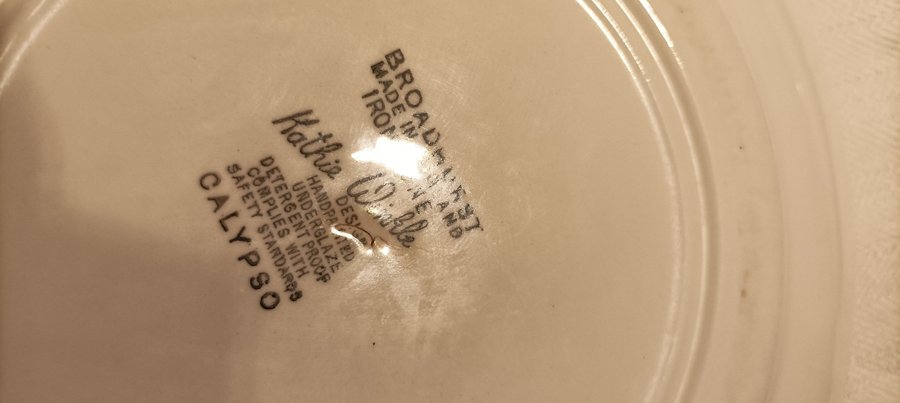 BROADHURST
MADE IN ENGLAND
IRONSTONE
Kathie Winkle
DESIGN
HANDPAINTED
UNDERGLAZE
DETERGENT PROOF
COMPLIES WITH
SAFETY STANDARDS
CALYPSO